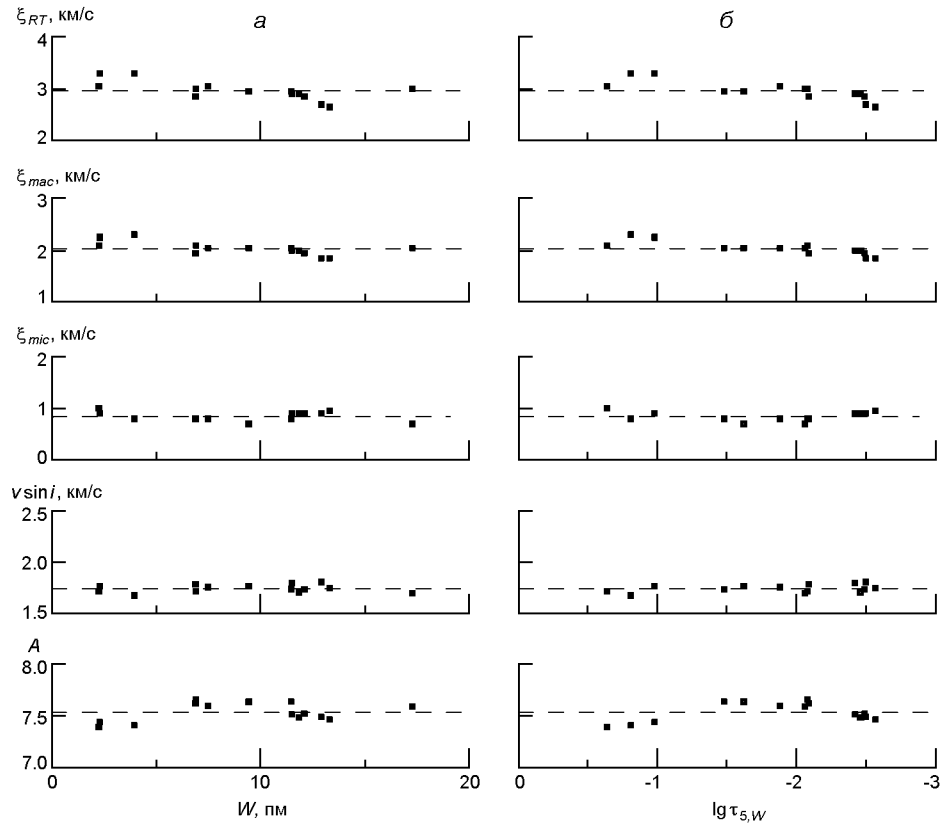 ξRT, км/с
а
б
4
3
2
ξmac, км/с
3
2
1
ξmic, км/с
2
1
0
v sin i, км/с
2.5
2.0
1.5
A
8.0
7.5
7.0
0 10 20
W, пм
0 -1 -2 -3
lg τ5,W